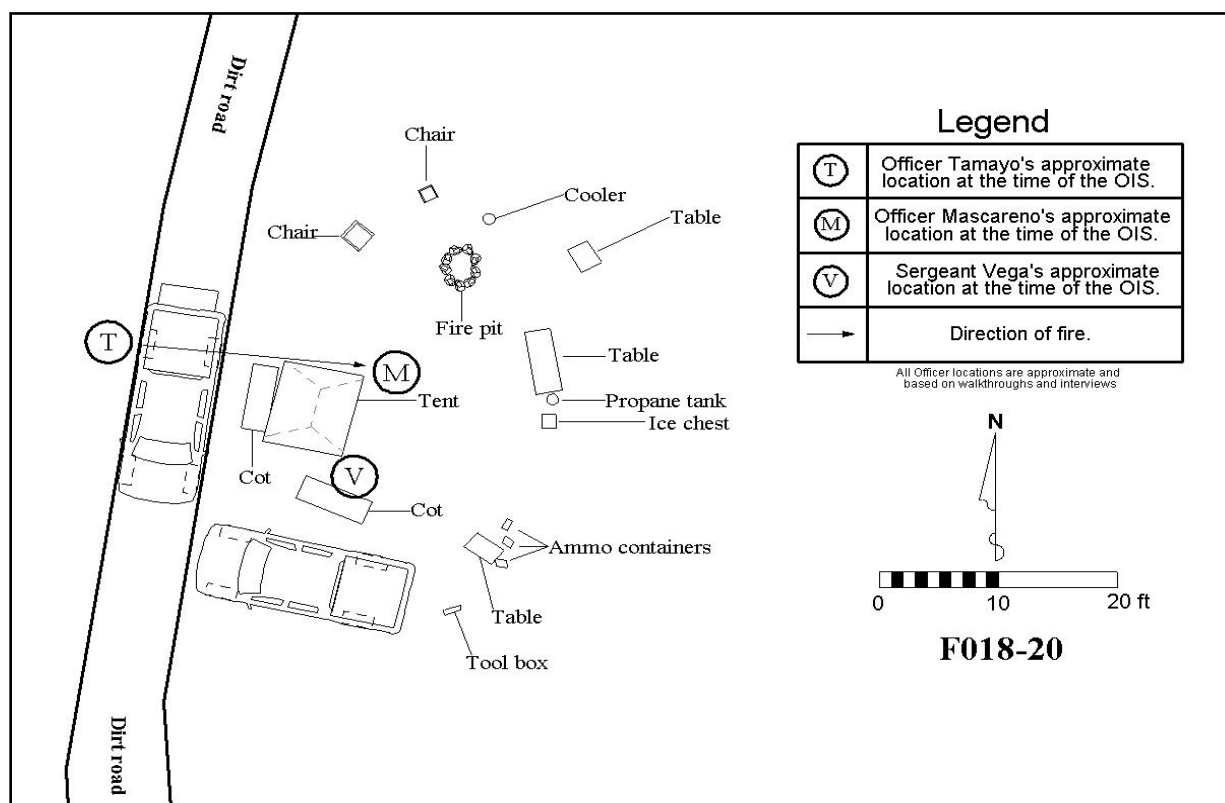 Dirt road
Chair
Cooler
Chair
Table
Fire pit
T
M
Table
Tent
Propane tank
Ice chest
Cot
V
Cot
Ammo containers
Table
Tool box
Dirt road
Legend
T
Officer Tamayo's approximate
location at the time of the OIS.
M
Officer Mascareno's approximate
location at the time of the OIS.
V
Sergeant Vega's approximate
location at the time of the OIS.
Direction of fire.
All Officer locations are approximate and
based on walkthroughs and interviews
N
S
0 10 20 ft
F018-20